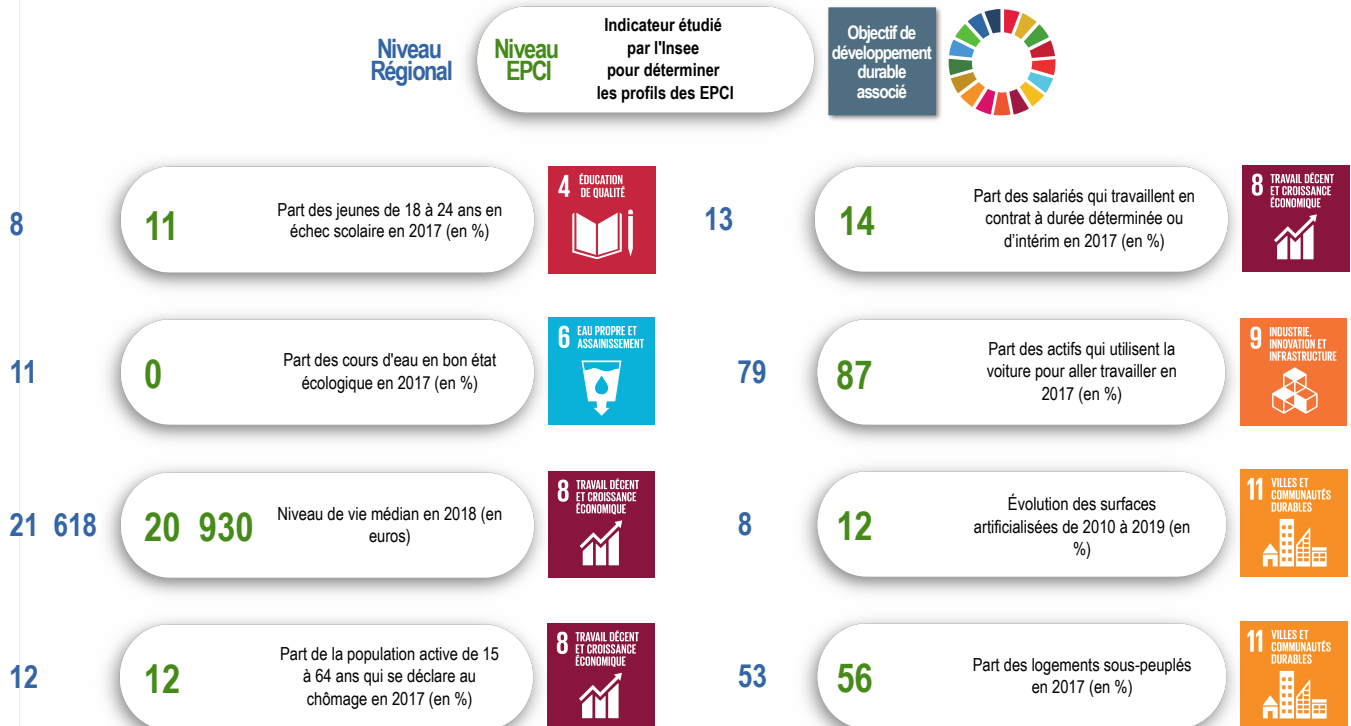 Niveau
Régional
Niveau
EPCI
Indicateur étudié
par l'Insee
pour déterminer
les profils des EPCI
Objectif de
développement
durable
associé
8
11
Part des jeunes de 18 à 24 ans en
échec scolaire en 2017 (en %)
4 ÉDUCATION
DE QUALITÉ
13
14
Part des salariés qui travaillent en
contrat à durée déterminée ou
d'intérim en 2017 (en %)
8 TRAVAIL DÉCENT
ET CROISSANCE
ÉCONOMIQUE
11
0
Part des cours d'eau en bon état
écologique en 2017 (en %)
6 EAU PROPRE ET
ASSAINISSEMENT
79
87
Part des actifs qui utilisent la
voiture pour aller travailler en
2017 (en %)
9 INDUSTRIE,
INNOVATION ET
INFRASTRUCTURE
21 618
20 930
Niveau de vie médian en 2018 (en
euros)
8 TRAVAIL DÉCENT
ET CROISSANCE
ÉCONOMIQUE
8
12
Évolution des surfaces
artificialisées de 2010 à 2019 (en
%)
11 VILLES ET
COMMUNAUTÉS
DURABLES
12
12
Part de la population active de 15
à 64 ans qui se déclare au
chômage en 2017 (en %)
8 TRAVAIL DÉCENT
ET CROISSANCE
ÉCONOMIQUE
53
56
Part des logements sous-peuplés
en 2017 (en %)
11 VILLES ET
COMMUNAUTÉS
DURABLES